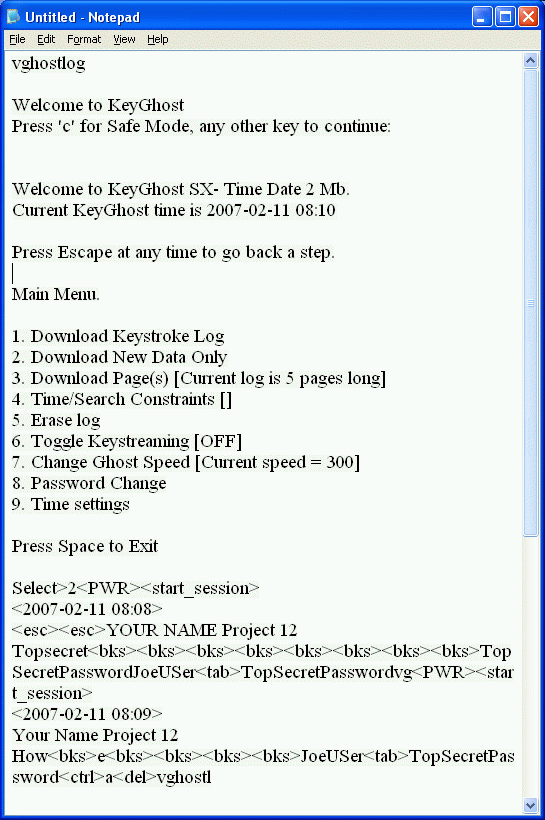 Untitled - Notepad
File Edit Format View Help
vghostlog
Welcome to KeyGhost
Press 'c' for Safe Mode, any other key to continue:
Welcome to KeyGhost SX- Time Date 2 Mb.
Current KeyGhost time is 2007-02-11 08:10
Press Escape at any time to go back a step.
Main Menu.
1. Download Keystroke Log
2. Download New Data Only
3. Download Page(s) [Current log is 5 pages long]
4. Time/Search Constraints []
5. Erase log
6. Toggle Keystreaming [OFF]
7. Change Ghost Speed [Current speed = 300]
8. Password Change
9. Time settings
Press Space to Exit
Select>2<PWR><start_session>
<2007-02-11 08:08>
<esc><esc>YOUR NAME Project 12
Topsecret<bks><bks><bks><bks><bks><bks><bks><bks>Top
SecretPasswordJoeUSer<tab>TopSecretPasswordvg<PWR><star
t_session>
<2007-02-11 08:09>
Your Name Project 12
How<bks>e<bks><bks><bks><bks>JoeUSer<tab>TopSecretPas
sword<ctrl>a<del>vghostl